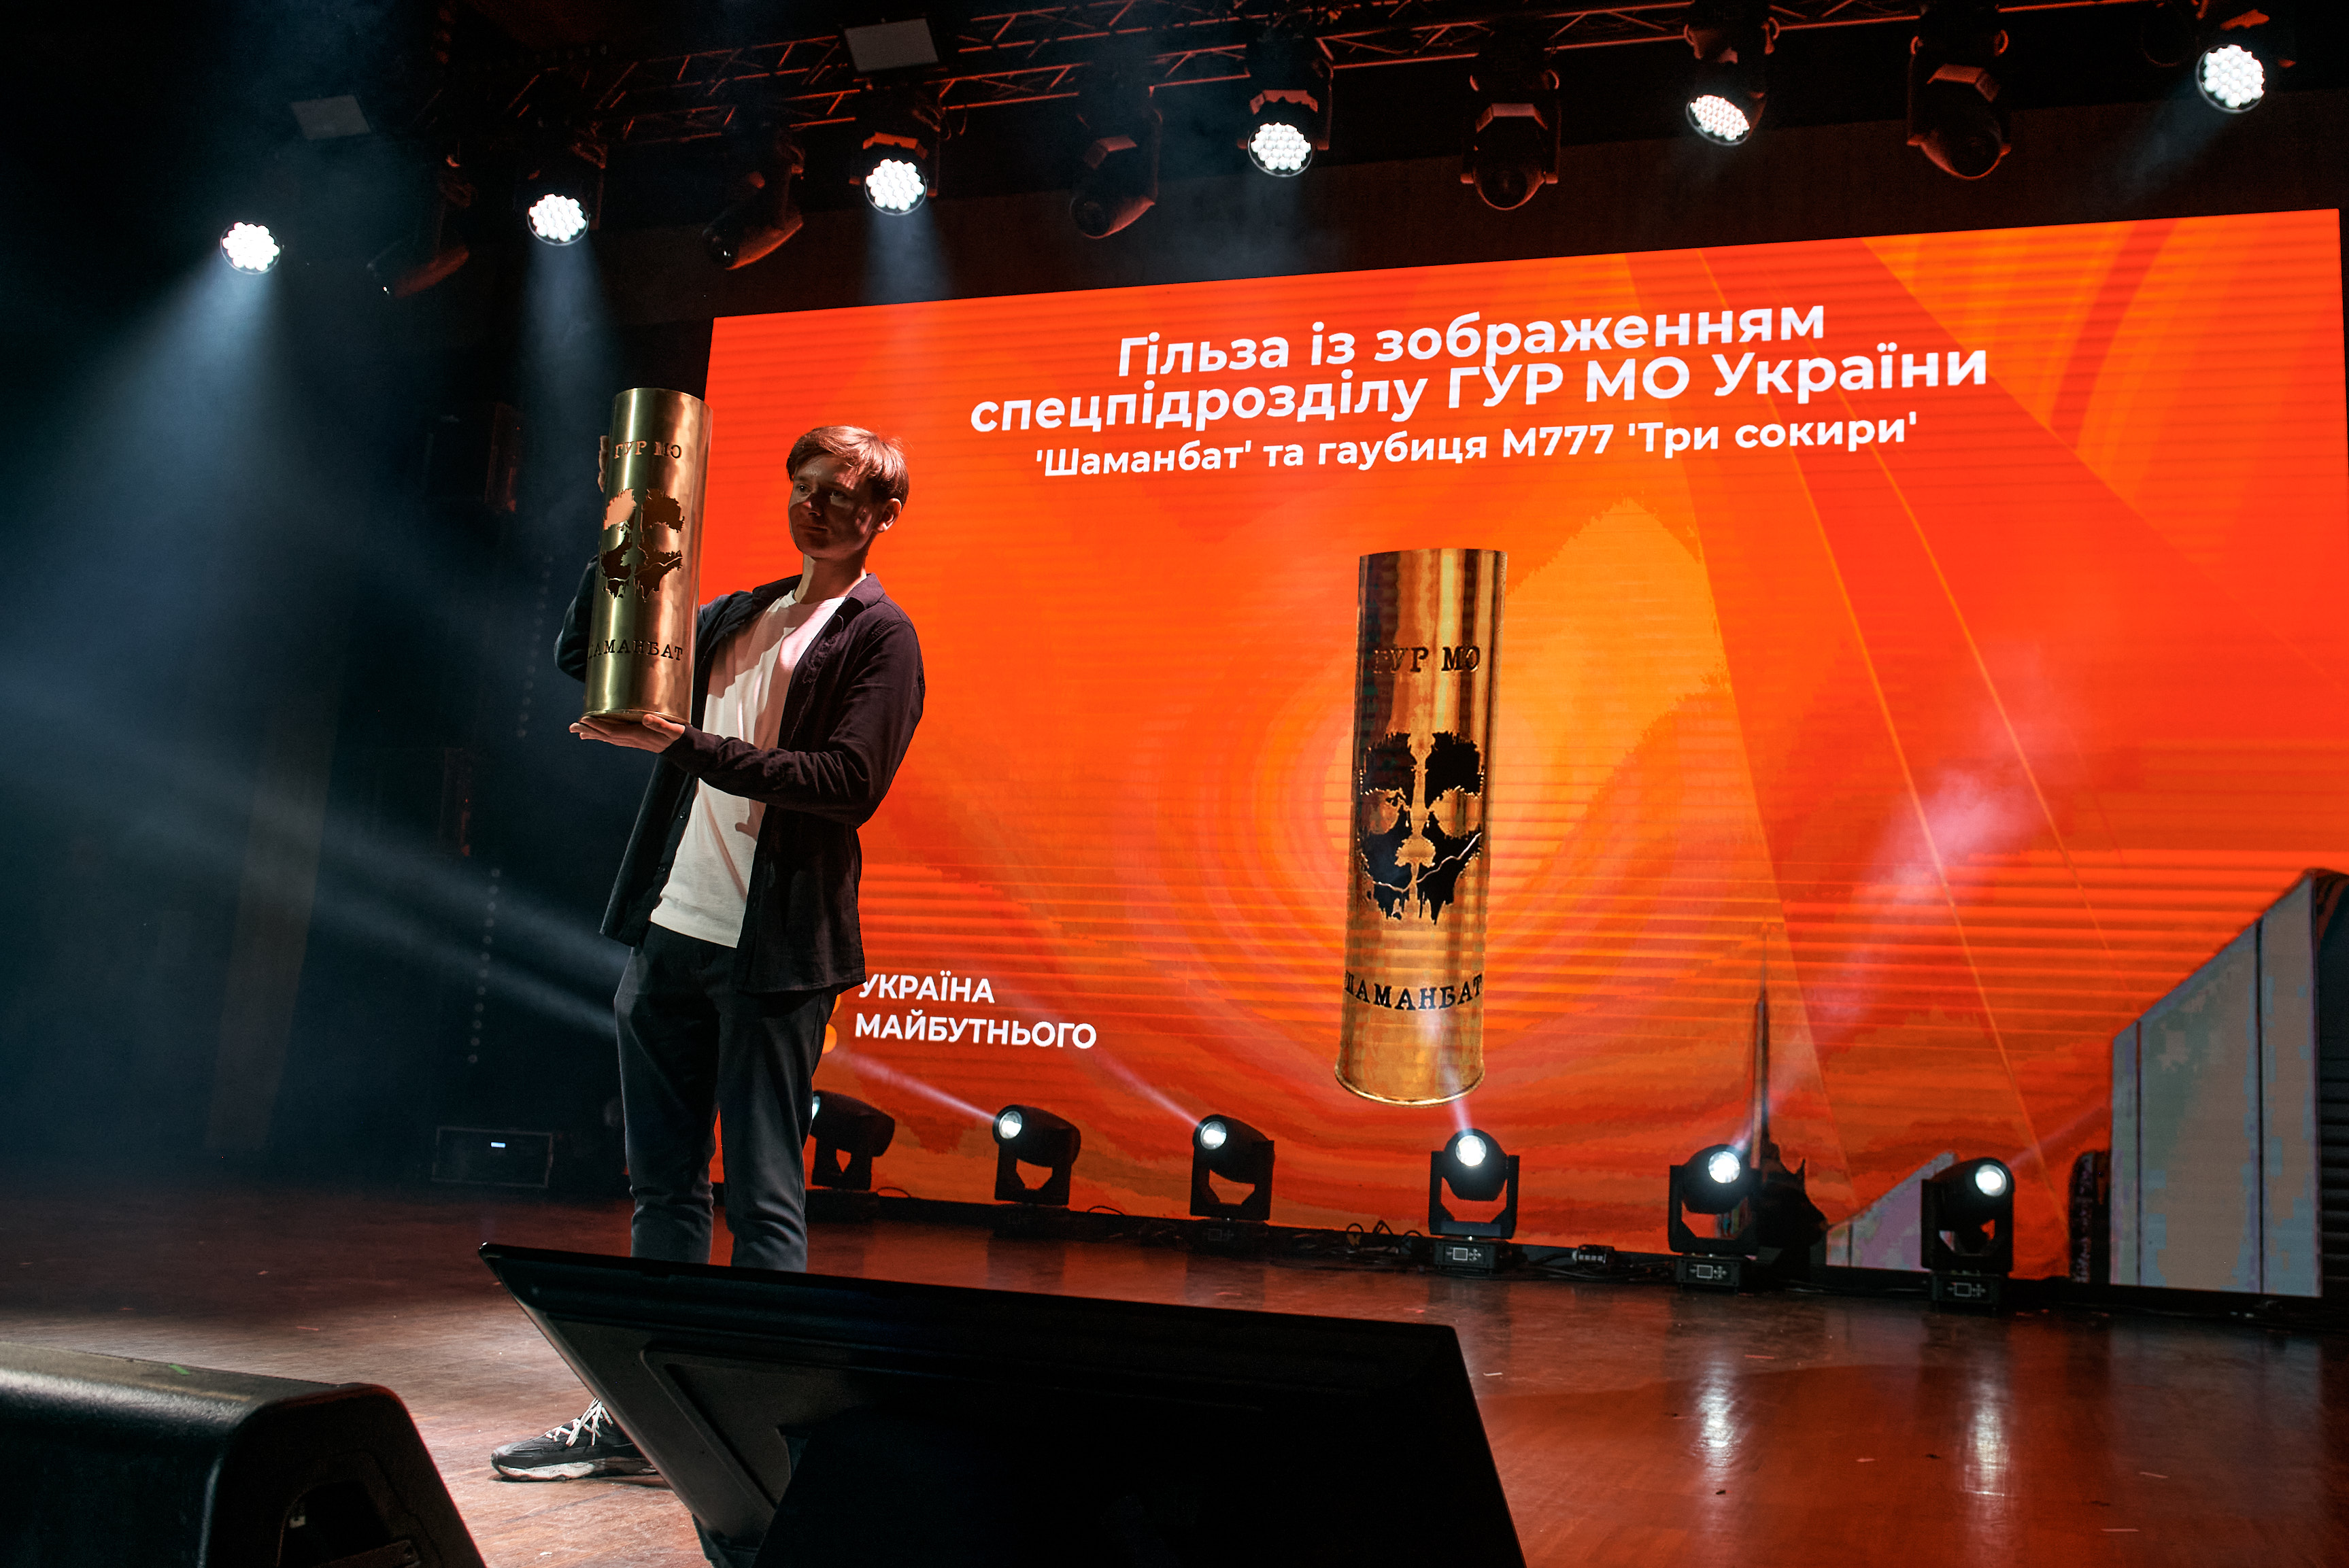 Гільза із зображенням
спецпідрозділу ГУР МО України
'Шаманбат' та гаубиця М777 'Три сокири'
ГУР МО
ШАМАНБАТ
ГУР МО
ШАМАНБАТ
УКРАЇНА
МАЙБУТНЬОГО